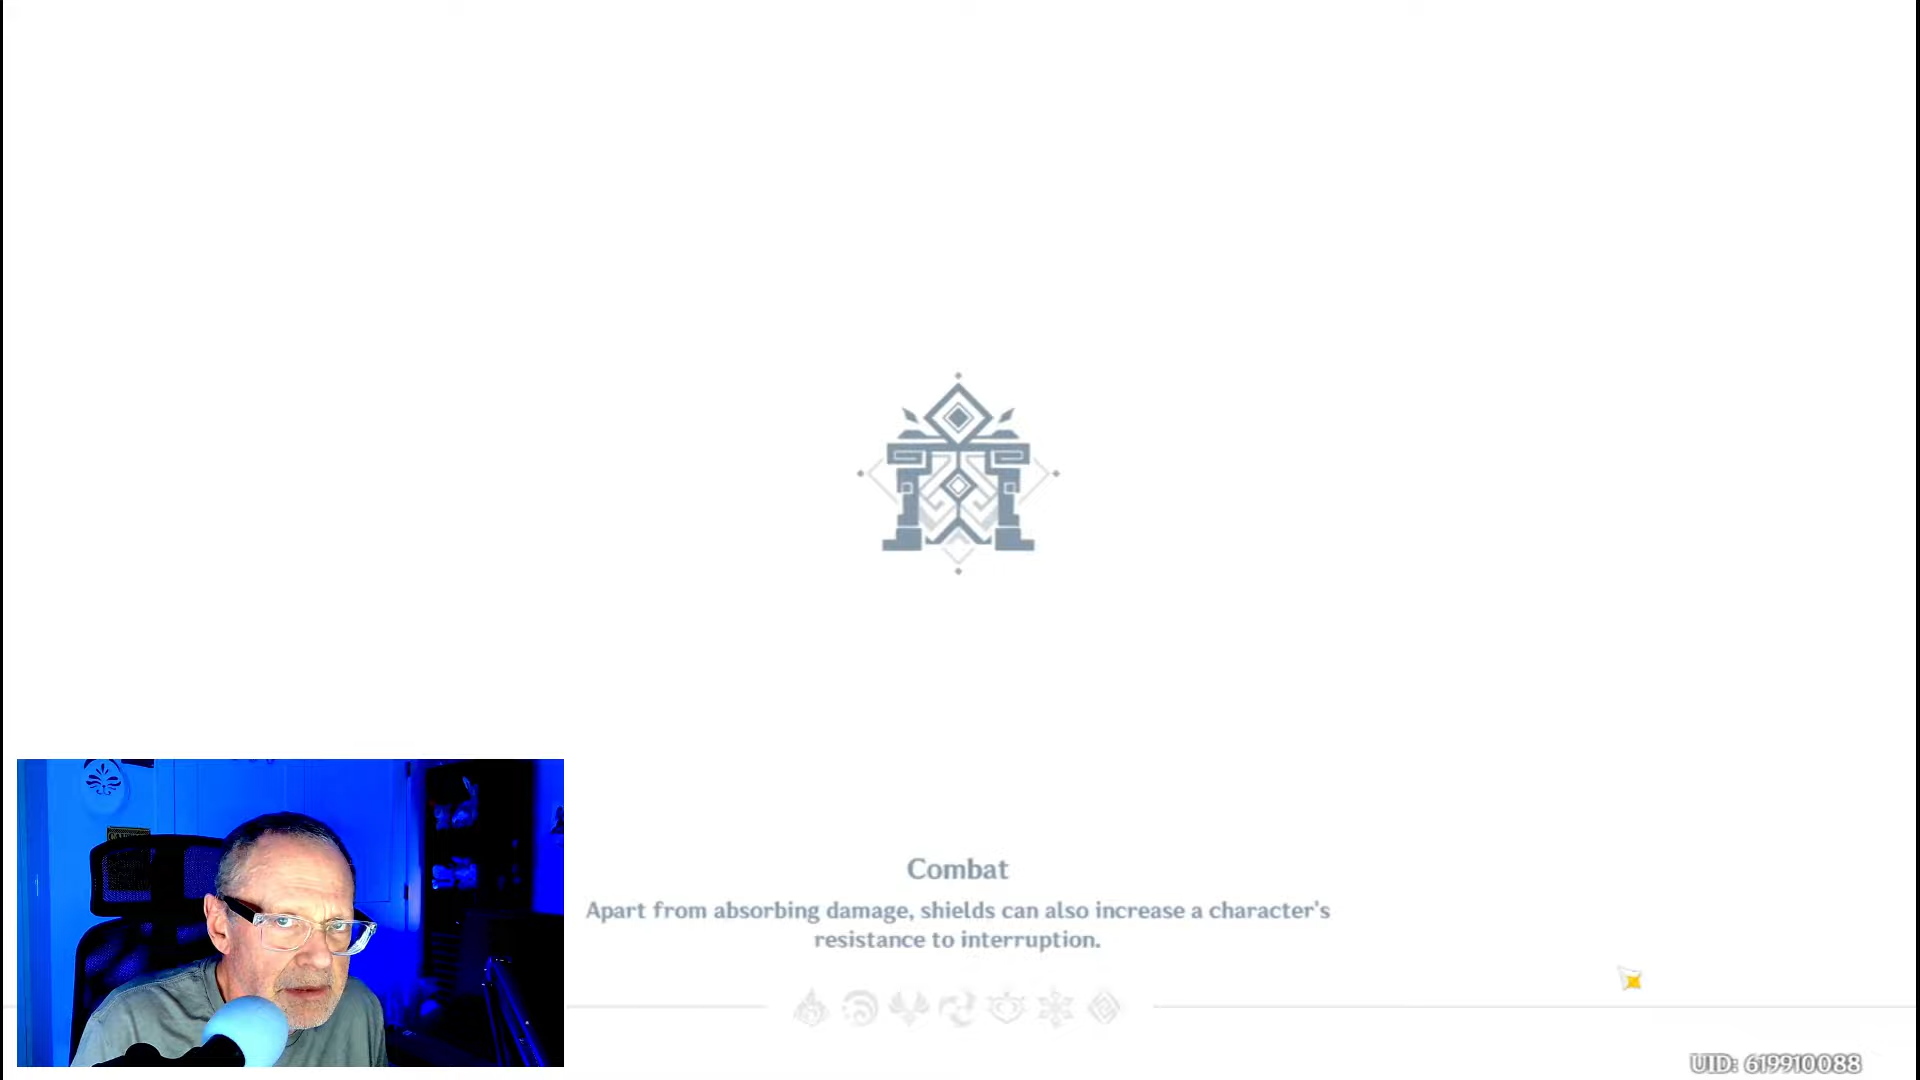 Combat
Apart from absorbing damage, shields can also increase a character's
resistance to interruption.
UID: 619910088